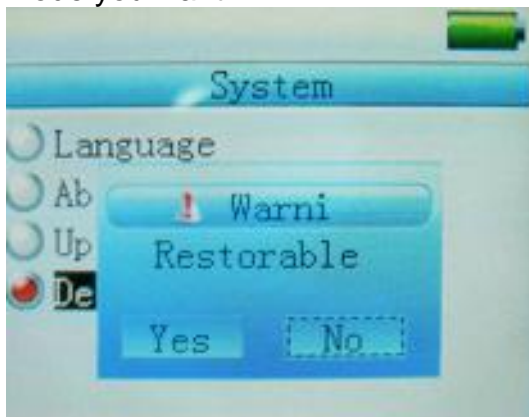 System
Language
Ab
Warni
Up
Restorable
De
Yes No